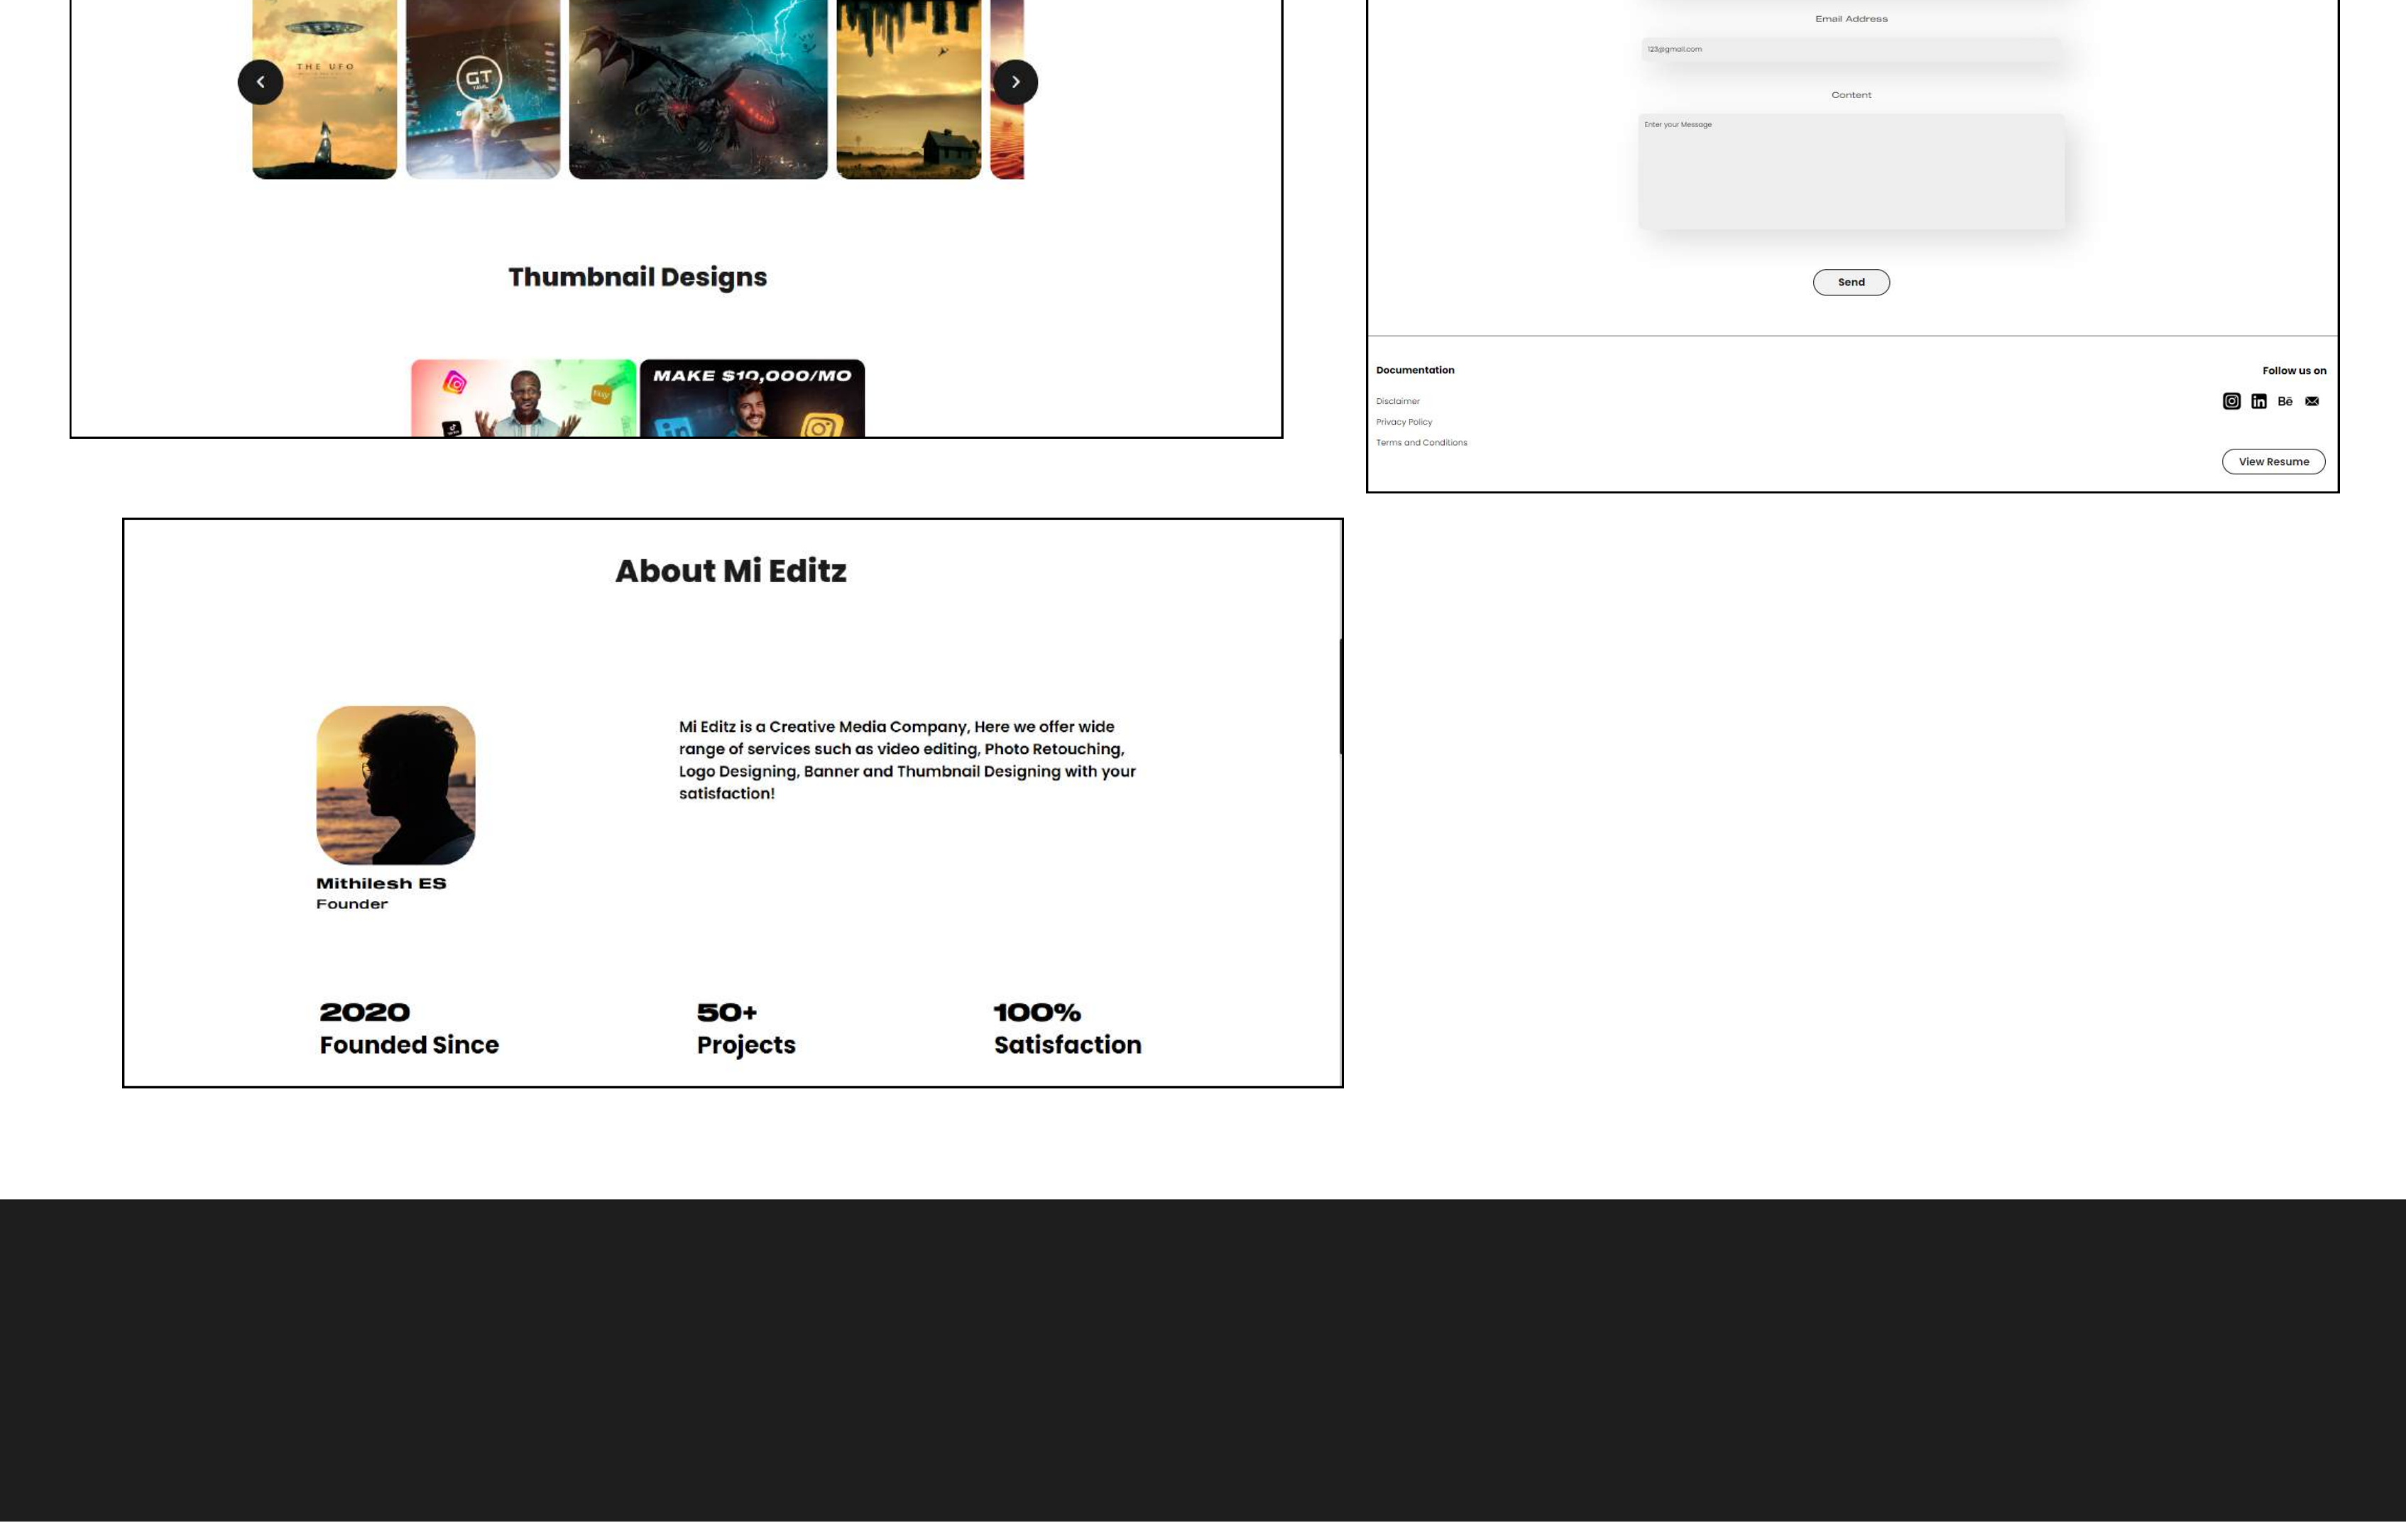 THE UFO
GT
Thumbnail Designs
MAKE $10,000/MO
Email Address
123@gmail.com
Content
Enter your Message
Send
Documentation
Disclaimer
Privacy Policy
Terms and Conditions
Follow us on
in
Bē
View Resume
About Mi Editz
Mi Editz is a Creative Media Company, Here we offer wide
range of services such as video editing, Photo Retouching,
Logo Designing, Banner and Thumbnail Designing with your
satisfaction!
Mithilesh ES
Founder
2020
Founded Since
50+
Projects
100%
Satisfaction